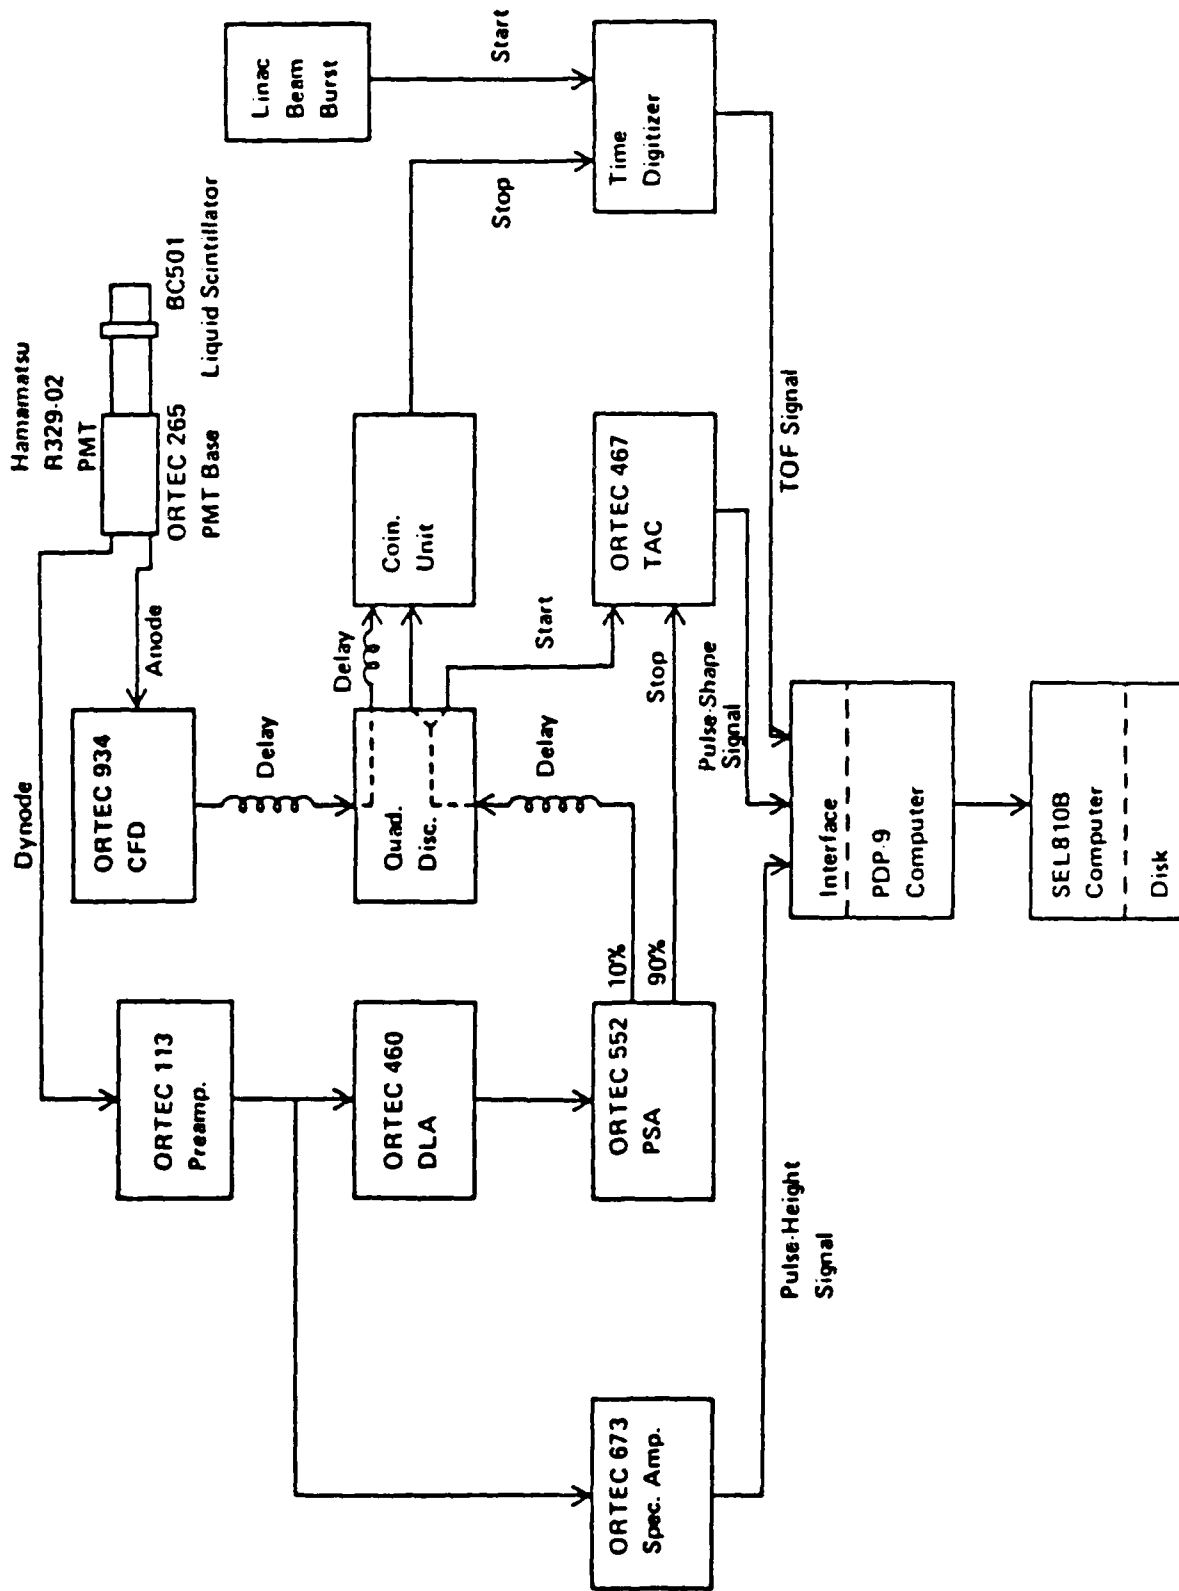 Hamamatsu
R329-02
PMT
ORTEC 265
PMT Base
BC501
Liquid Scintillator
Dynode
Anode
ORTEC 113
Preamp.
ORTEC 934
CFD
Linac
Beam
Burst
Delay
Delay
Start
Stop
ORTEC 460
DLA
Quad.
Disc.
Coin.
Unit
Delay
Start
Stop
10%
90%
ORTEC 673
Spec. Amp.
ORTEC 552
PSA
ORTEC 467
TAC
Time
Digitizer
Pulse-Height
Signal
Pulse-Shape
Signal
TOF Signal
Interface
PDP-9
Computer
SEL810B
Computer
Disk